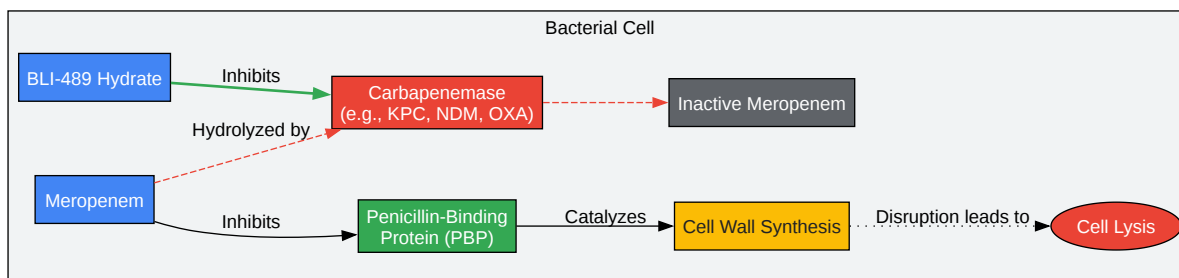 Bacterial Cell
BLI-489 Hydrate
Inhibits
Carbapenemase
(e.g., KPC, NDM, OXA)
Inactive Meropenem
Hydrolyzed by
Meropenem
Inhibits
Penicillin-Binding
Protein (PBP)
Catalyzes
Cell Wall Synthesis
Disruption leads to
Cell Lysis